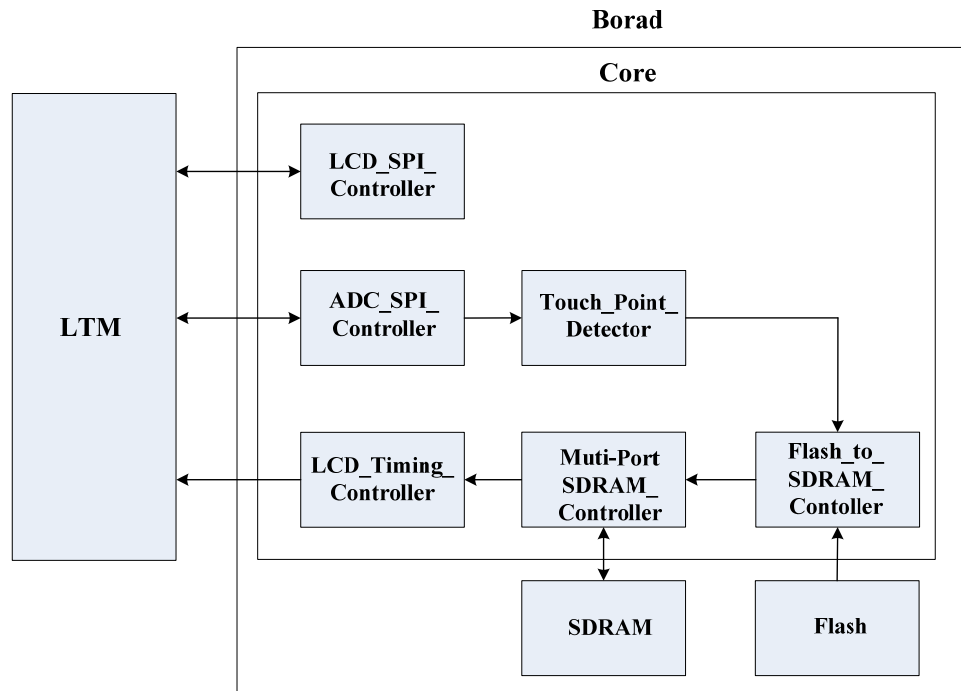 Borad
Core
LTM
LCD_SPI_
Controller
ADC_SPI_
Controller
Touch_Point_
Detector
LCD_Timing_
Controller
Muti-Port
SDRAM_
Controller
Flash_to_
SDRAM_
Contoller
SDRAM
Flash